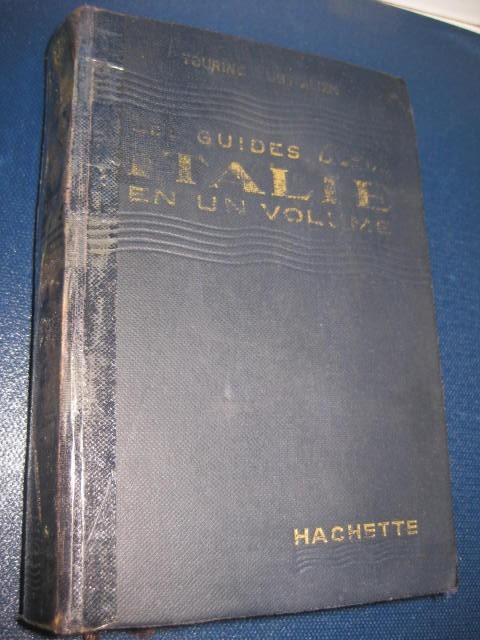 TOURING
GUIDES
ITALIE
EN UN VOLUME
HACHETTE